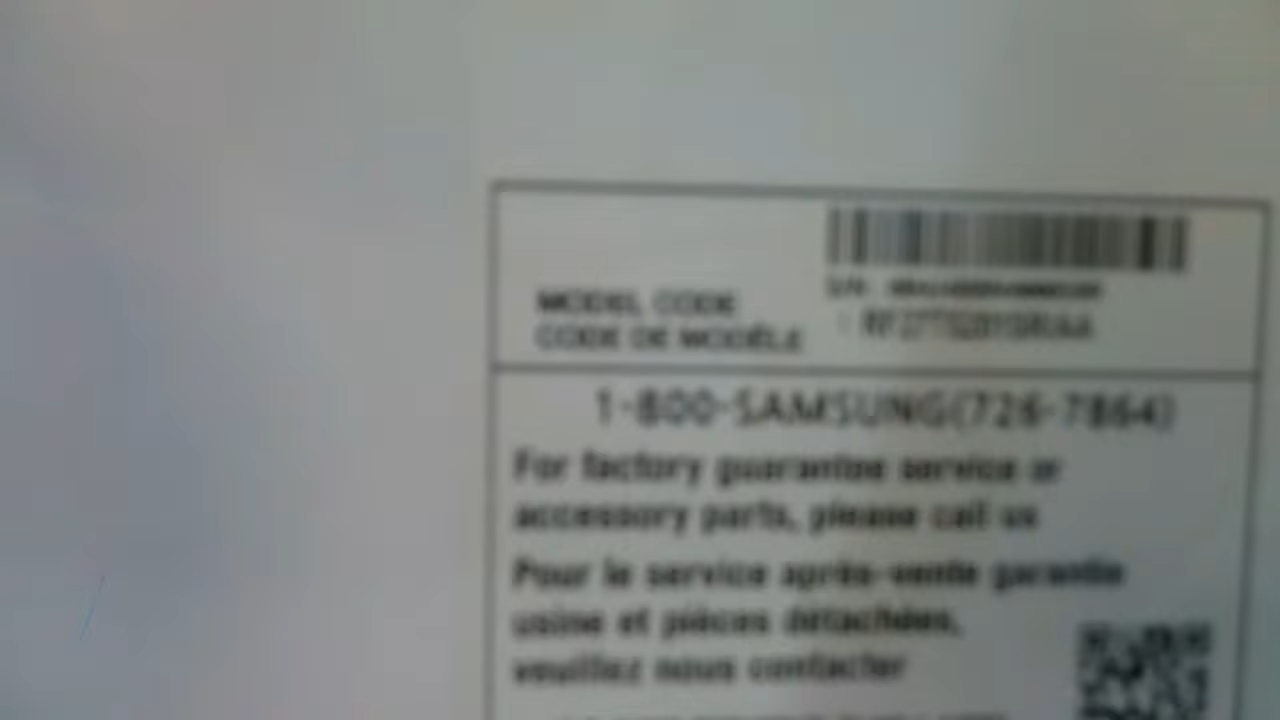 S/N:
MODEL CODE
CODE DE MODÈLE
1-800-SAMSUNG(726-7864)
For factory guarantee service or
accessory parts, please call us
Pour le service après-vente garantie
usine et pièces détachées,
veuillez nous contacter